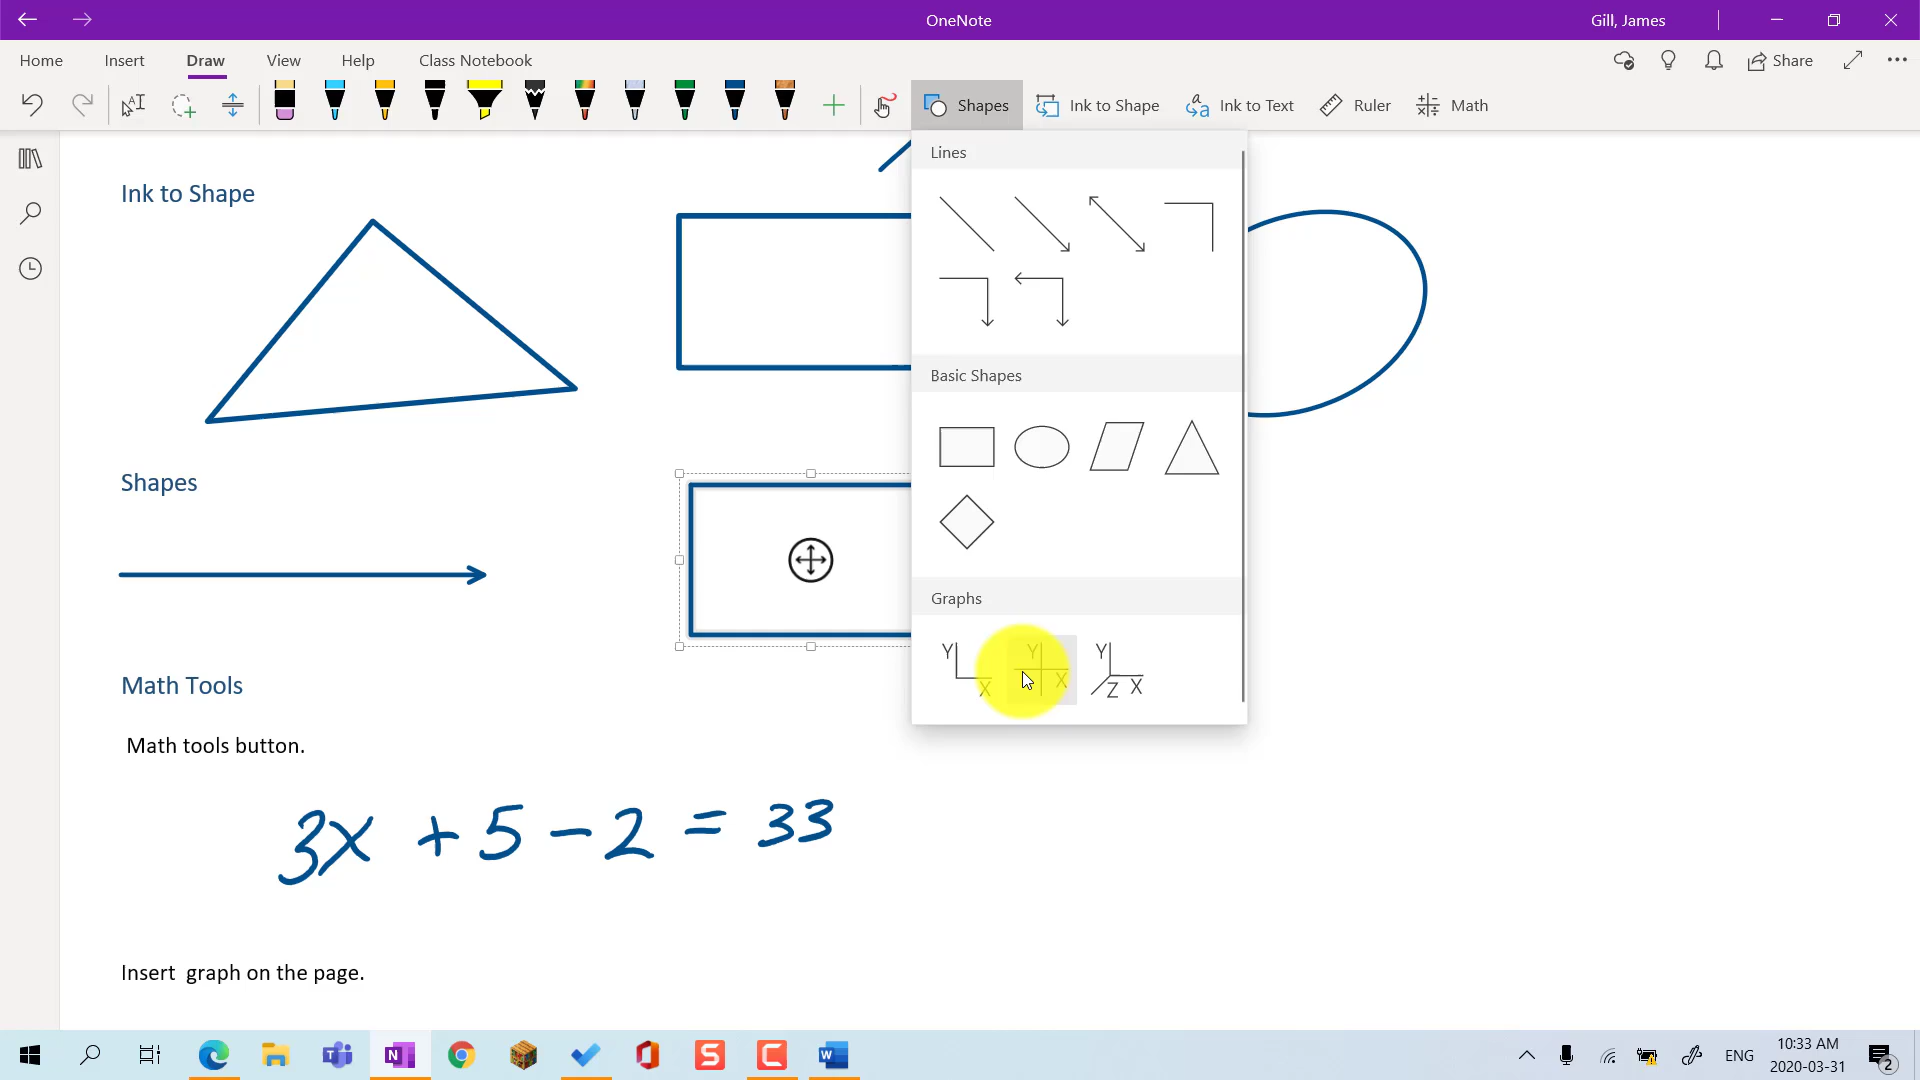 OneNote
Gill, James
Home Insert Draw View Help Class Notebook
Share
Shapes Ink to Shape Ink to Text Ruler Math
Lines
Ink to Shape
Basic Shapes
Shapes
Graphs
Y X Y X Y Z X
Math Tools
Math tools button.
3x + 5 - 2 = 33
Insert graph on the page.
ENG
10:33 AM
2020-03-31
2